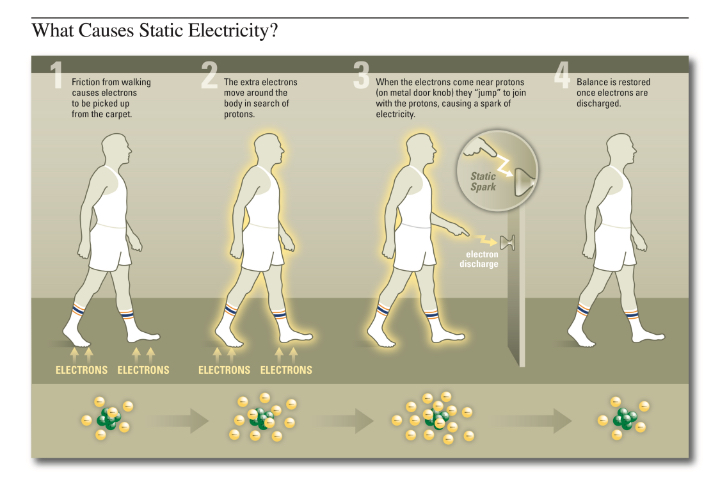 What Causes Static Electricity?
1
Friction from walking
causes electrons
to be picked up
from the carpet.
2
The extra electrons
move around the
body in search of
protons.
3
When the electrons come near protons
(on metal door knob) they "jump" to join
with the protons, causing a spark of
electricity.
4
Balance is restored
once electrons are
discharged.
Static
Spark
electron
discharge
ELECTRONS ELECTRONS
ELECTRONS ELECTRONS